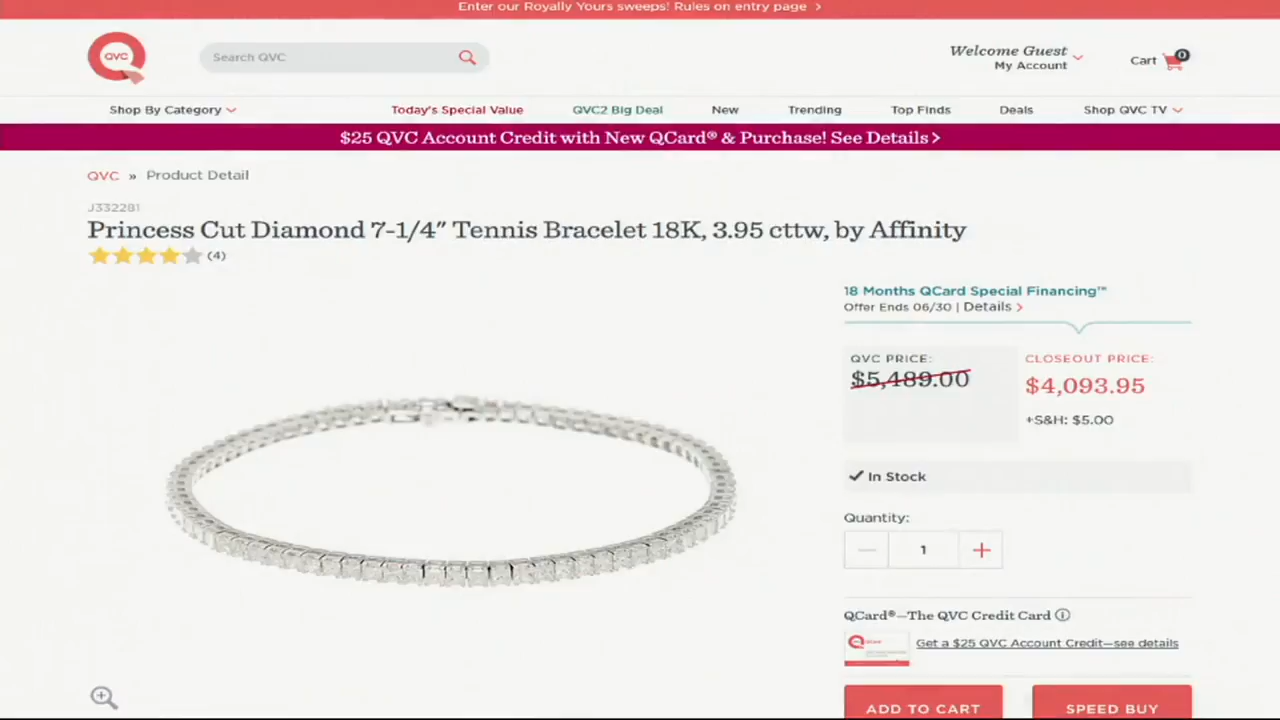 Enter our Royally Yours sweeps! Rules on entry page >
QVC
Search QVC
Welcome Guest
My Account
Cart
0
Shop By Category
Today's Special Value
QVC2 Big Deal
New
Trending
Top Finds
Deals
Shop QVC TV
$25 QVC Account Credit with New QCard® & Purchase! See Details >
QVC » Product Detail
J332281
Princess Cut Diamond 7-1/4" Tennis Bracelet 18K, 3.95 cttw, by Affinity
(4)
18 Months QCard Special Financing™
Offer Ends 06/30 | Details >
QVC PRICE:
$5,489.00
CLOSEOUT PRICE:
$4,093.95
+S&H: $5.00
In Stock
Quantity:
— 1 +
QCard®—The QVC Credit Card
Get a $25 QVC Account Credit—see details
ADD TO CART
SPEED BUY